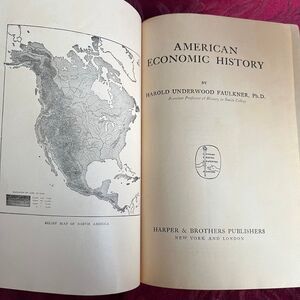 AMERICAN
ECONOMIC HISTORY
BY
HAROLD UNDERWOOD FAULKNER, Ph.D.
Associate Professor of History in Smith College
HARPER & BROTHERS PUBLISHERS
NEW YORK AND LONDON
RELIEF MAP OF NORTH AMERICA